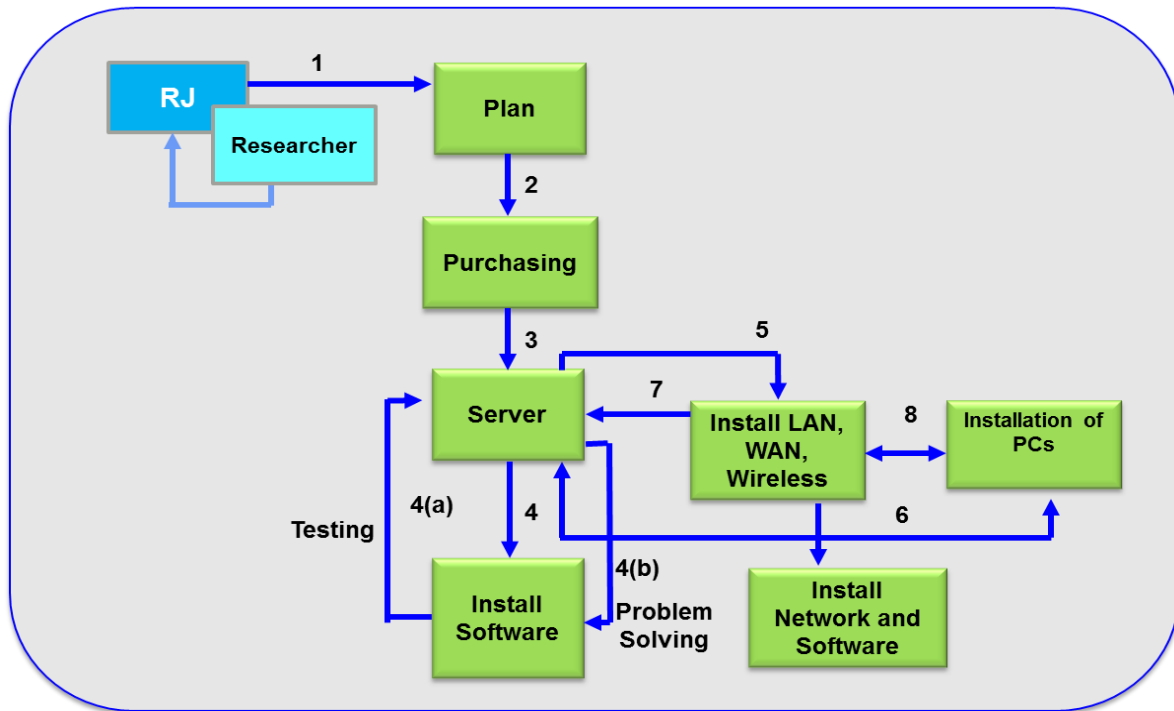 1
RJ
Plan
Researcher
2
Purchasing
3
5
Server
7
Install LAN,
WAN,
Wireless
8
Installation of
PCs
4(a)
4
6
Testing
4(b)
Install
Software
Problem
Solving
Install
Network and
Software